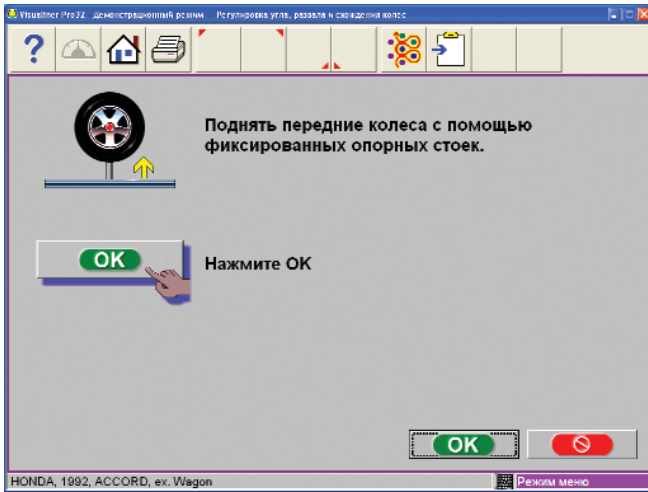 Visualiner Pro32 Демонстрационный режим - Регулировка угла, развала и схождения колес
?
Поднять передние колеса с помощью
фиксированных опорных стоек.
OK
Нажмите OK
OK
HONDA, 1992, ACCORD, ex. Wagon
Режим меню